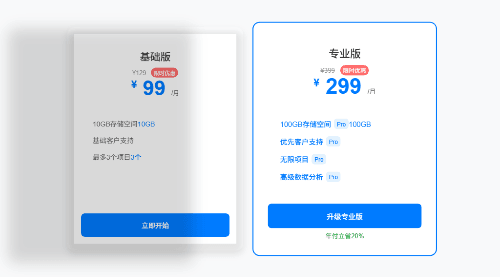 基础版
¥129 限时优惠
¥ 99 /月
10GB存储空间10GB
基础客户支持
最多3个项目3个
立即开始
专业版
¥399 限时优惠
¥ 299 /月
100GB存储空间 Pro 100GB
优先客户支持 Pro
无限项目 Pro
高级数据分析 Pro
升级专业版
年付立省20%